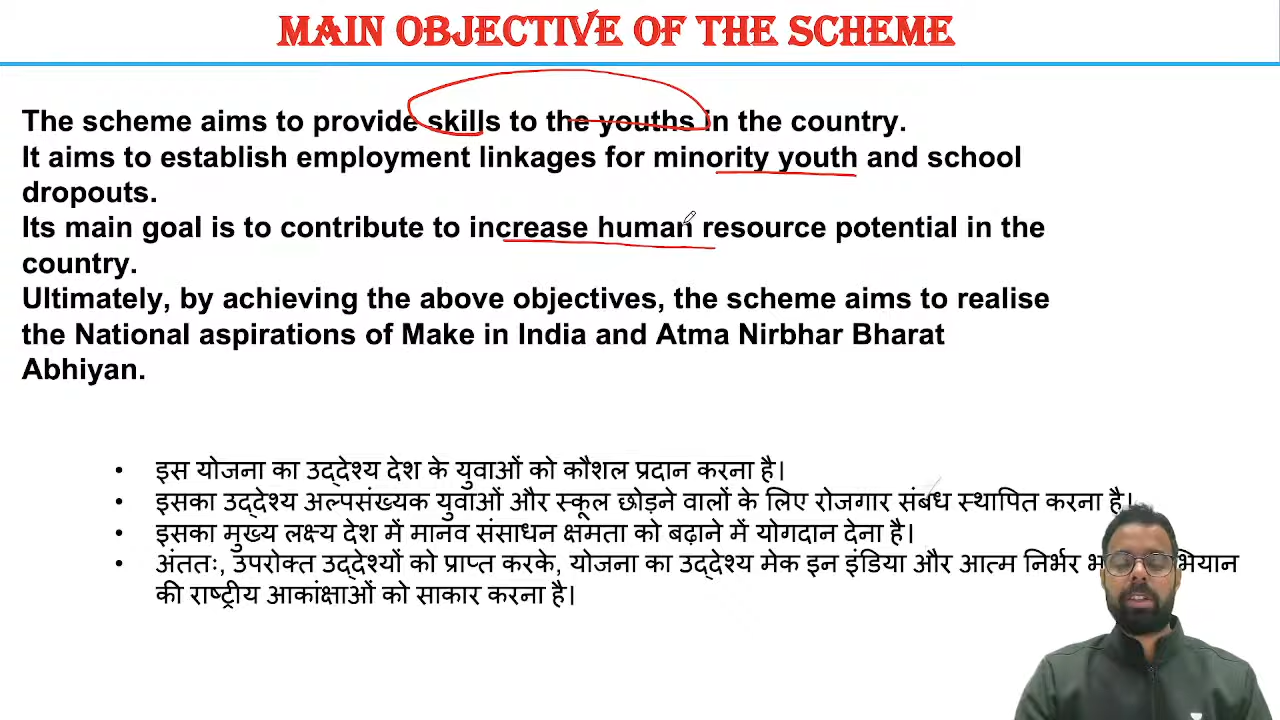 MAIN OBJECTIVE OF THE SCHEME
The scheme aims to provide skills to the youths in the country.
It aims to establish employment linkages for minority youth and school
dropouts.
Its main goal is to contribute to increase human resource potential in the
country.
Ultimately, by achieving the above objectives, the scheme aims to realise
the National aspirations of Make in India and Atma Nirbhar Bharat
Abhiyan.
• इस योजना का उद्देश्य देश के युवाओं को कौशल प्रदान करना है।
• इसका उद्देश्य अल्पसंख्यक युवाओं और स्कूल छोड़ने वालों के लिए रोजगार संबंध स्थापित करना है।
• इसका मुख्य लक्ष्य देश में मानव संसाधन क्षमता को बढ़ाने में योगदान देना है।
• अंततः, उपरोक्त उद्देश्यों को प्राप्त करके, योजना का उद्देश्य मेक इन इंडिया और आत्म निर्भर
की राष्ट्रीय आकांक्षाओं को साकार करना है।